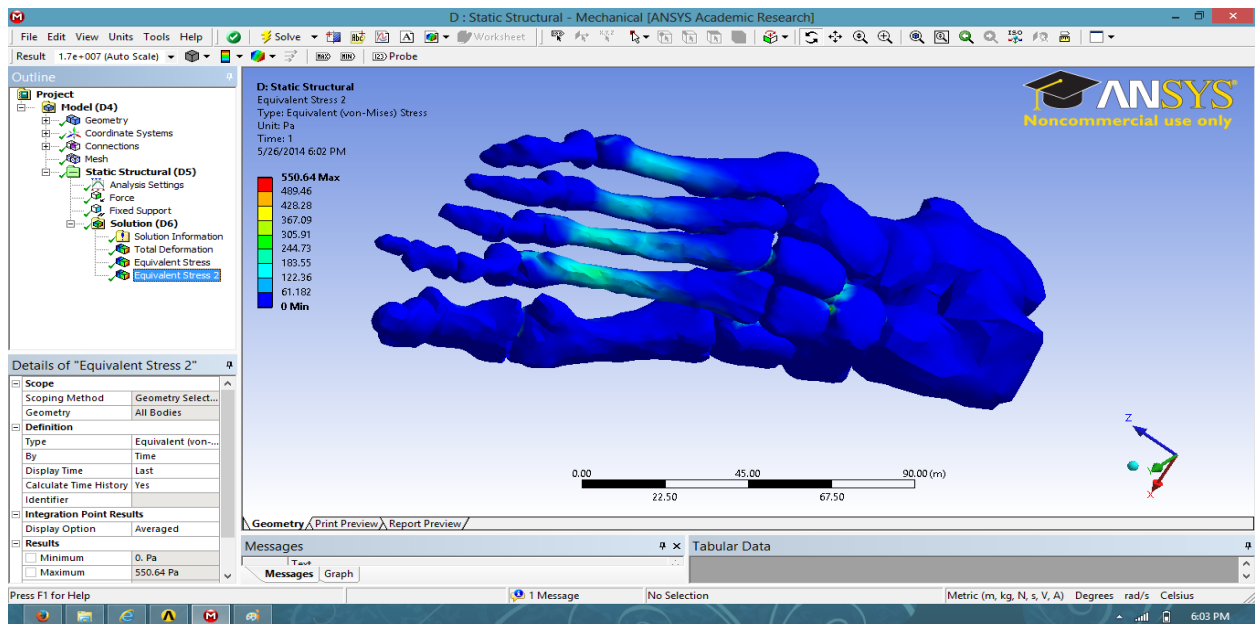 D : Static Structural - Mechanical [ANSYS Academic Research]
File Edit View Units Tools Help Solve Worksheet
Result 1.7e+007 (Auto Scale) Probe
Outline
Project
Model (D4)
Geometry
Coordinate Systems
Connections
Mesh
Static Structural (D5)
Analysis Settings
Force
Fixed Support
Solution (D6)
Solution Information
Total Deformation
Equivalent Stress
Equivalent Stress 2
D: Static Structural
Equivalent Stress 2
Type: Equivalent (von-Mises) Stress
Unit: Pa
Time: 1
5/26/2014 6:02 PM
550.64 Max
489.46
428.28
367.09
305.91
244.73
183.55
122.36
61.182
0 Min
ANSYS
Noncommercial use only
Z
Y
X
0.00 45.00 90.00 (m)
22.50 67.50
Details of "Equivalent Stress 2"
Scope
Scoping Method Geometry Select...
Geometry All Bodies
Definition
Type Equivalent (von-...
By Time
Display Time Last
Calculate Time History Yes
Identifier
Integration Point Results
Display Option Averaged
Results
Minimum 0. Pa
Maximum 550.64 Pa
Geometry Print Preview Report Preview
Messages
Text
Messages Graph
Tabular Data
Press F1 for Help 1 Message No Selection Metric (m, kg, N, s, V, A) Degrees rad/s Celsius
6:03 PM